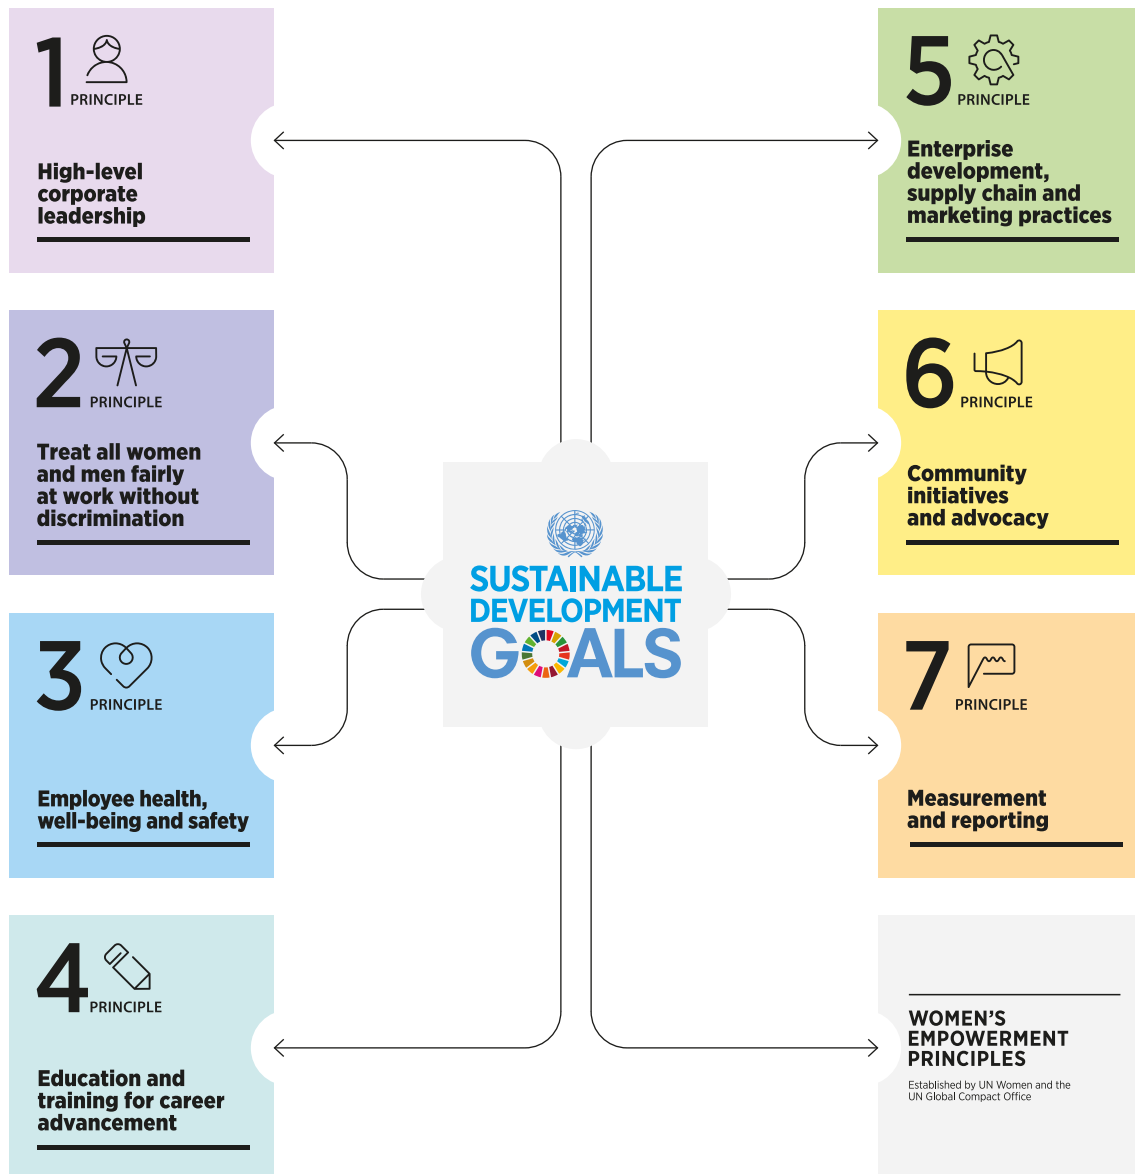 1
PRINCIPLE
High-level
corporate
leadership
2
PRINCIPLE
Treat all women
and men fairly
at work without
discrimination
3
PRINCIPLE
Employee health,
well-being and safety
4
PRINCIPLE
Education and
training for career
advancement
SUSTAINABLE
DEVELOPMENT
GOALS
5
PRINCIPLE
Enterprise
development,
supply chain and
marketing practices
6
PRINCIPLE
Community
initiatives
and advocacy
7
PRINCIPLE
Measurement
and reporting
WOMEN'S
EMPOWERMENT
PRINCIPLES
Established by UN Women and the
UN Global Compact Office